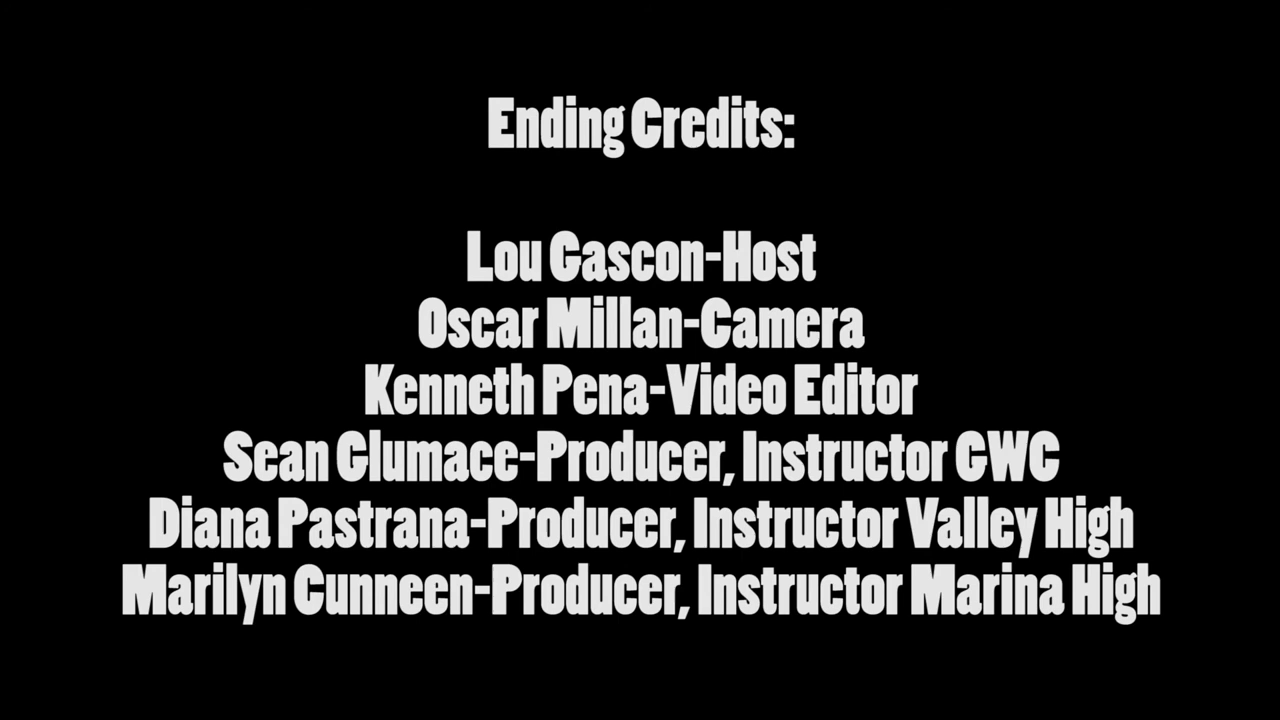 Ending Credits:
Lou Gascon-Host
Oscar Millan-Camera
Kenneth Pena-Video Editor
Sean Glumace-Producer, Instructor GWC
Diana Pastrana-Producer, Instructor Valley High
Marilyn Cunneen-Producer, Instructor Marina High